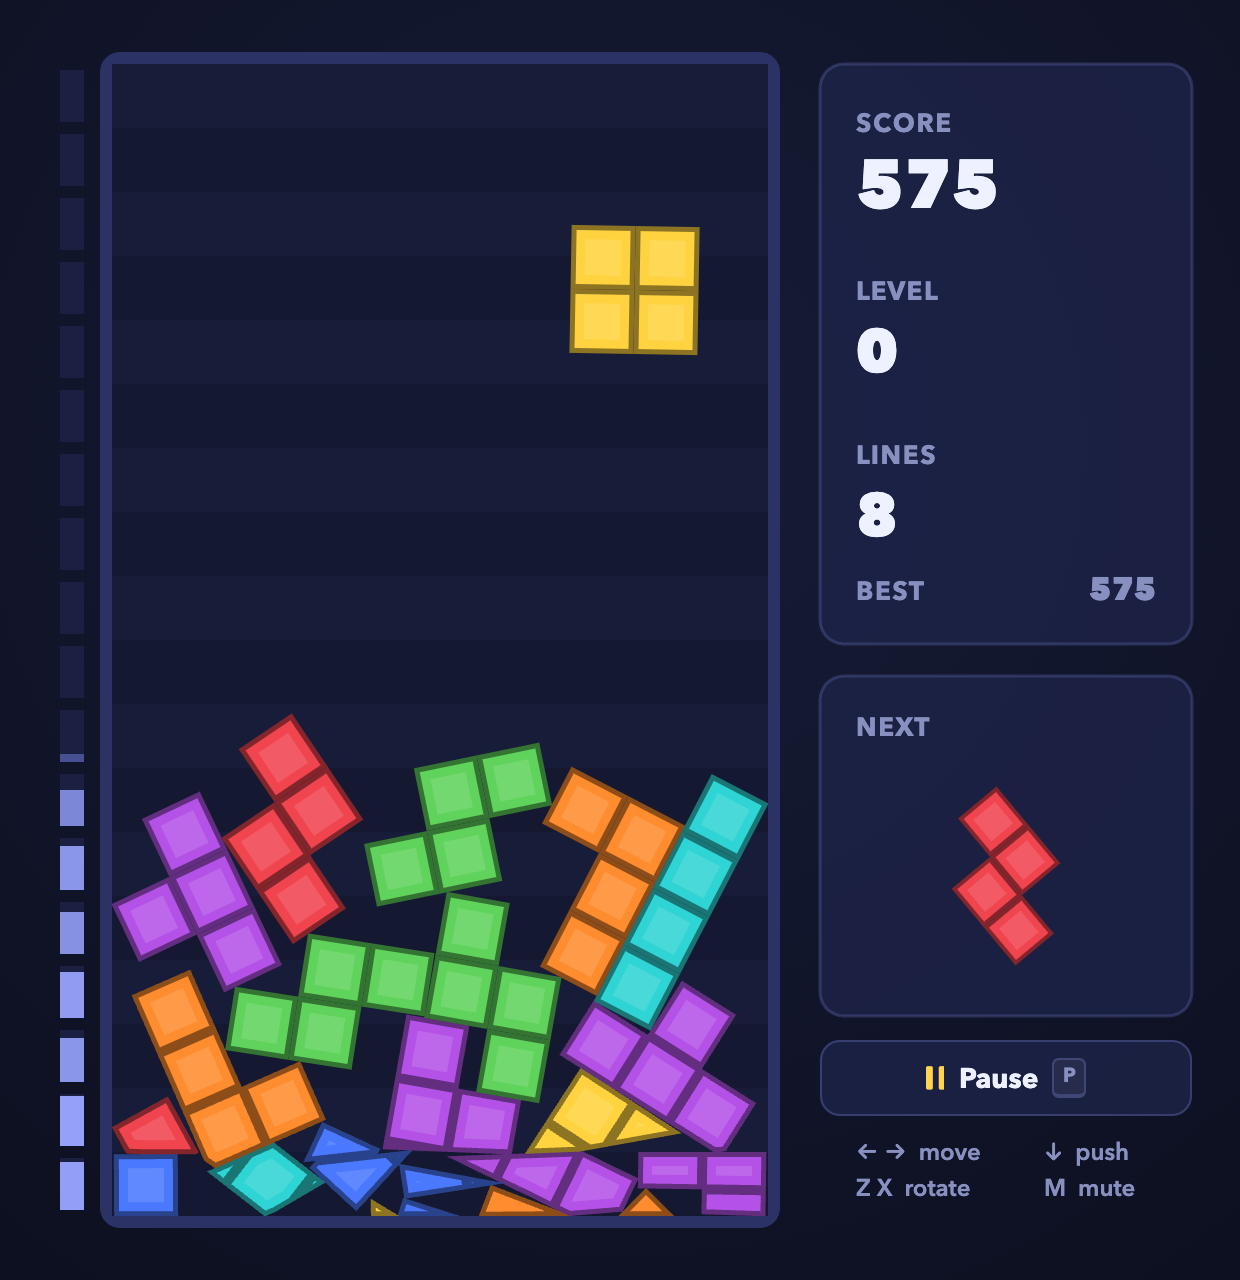 SCORE
575
LEVEL
0
LINES
8
BEST 575
NEXT
Pause P
← → move ↓ push
Z X rotate M mute